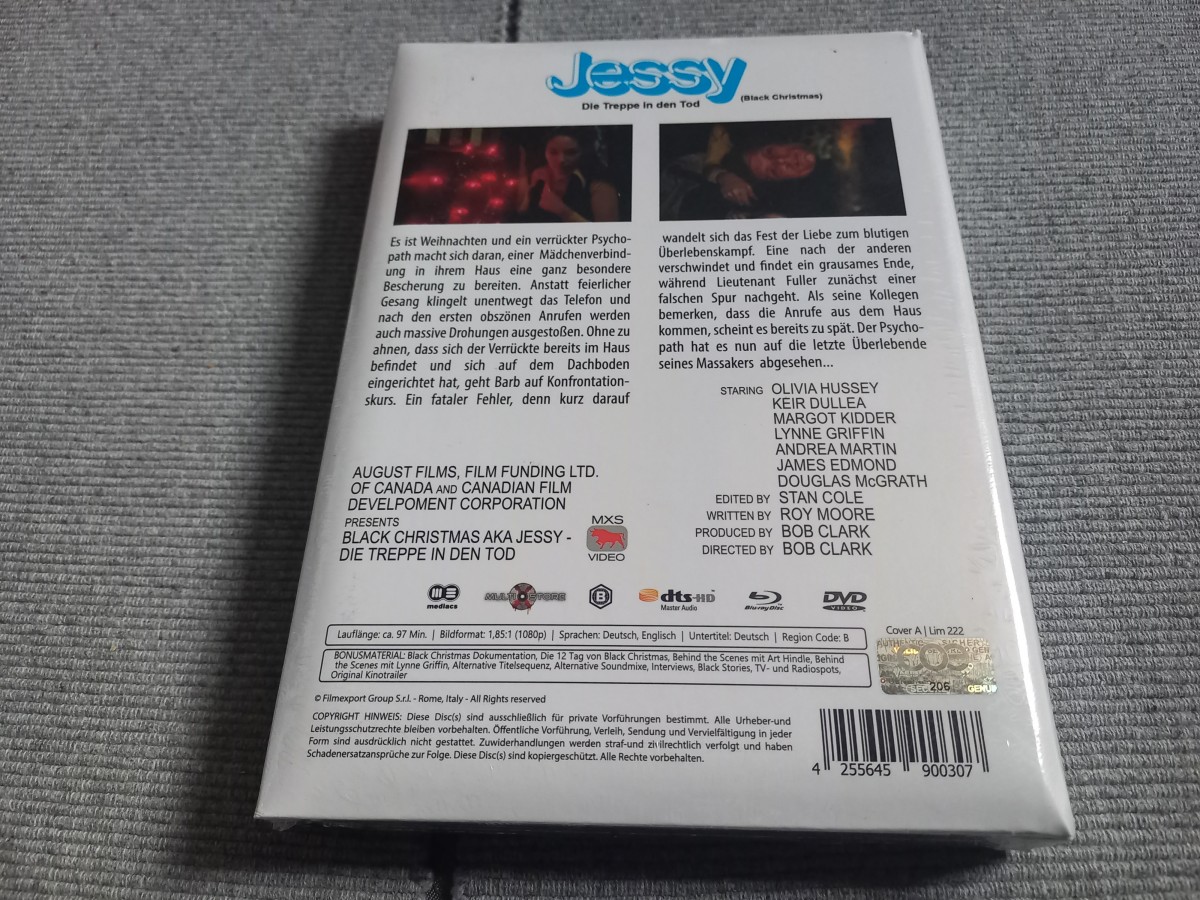 Jessy
Die Treppe in den Tod
(Black Christmas)
Es ist Weihnachten und ein verrückter Psycho-
path macht sich daran, einer Mädchenverbind-
ung in ihrem Haus eine ganz besondere
Bescherung zu bereiten. Anstatt feierlicher
Gesang klingelt unentwegt das Telefon und
nach den ersten obszönen Anrufen werden
auch massive Drohungen ausgestoßen. Ohne zu
ahnen, dass sich der Verrückte bereits im Haus
befindet und sich auf dem Dachboden
eingerichtet hat, geht Barb auf Konfrontation-
skurs. Ein fataler Fehler, denn kurz darauf
wandelt sich das Fest der Liebe zum blutigen
Überlebenskampf. Eine nach der anderen
verschwindet und findet ein grausames Ende,
während Lieutenant Fuller zunächst einer
falschen Spur nachgeht. Als seine Kollegen
bemerken, dass die Anrufe aus dem Haus
kommen, scheint es bereits zu spät. Der Psycho-
path hat es nun auf die letzte Überlebende
seines Massakers abgesehen...
STARING OLIVIA HUSSEY
KEIR DULLEA
MARGOT KIDDER
LYNNE GRIFFIN
ANDREA MARTIN
JAMES EDMOND
DOUGLAS McGRATH
EDITED BY STAN COLE
WRITTEN BY ROY MOORE
PRODUCED BY BOB CLARK
DIRECTED BY BOB CLARK
AUGUST FILMS, FILM FUNDING LTD.
OF CANADA AND CANADIAN FILM
DEVELPOMENT CORPORATION
PRESENTS
BLACK CHRISTMAS AKA JESSY -
DIE TREPPE IN DEN TOD
MXS
VIDEO
mediacs
MULTI STORE
B
dts-HD
Master Audio
Blu-ray Disc
DVD
VIDEO
Cover A | Lim 222
Lauflänge: ca. 97 Min. | Bildformat: 1,85:1 (1080p) | Sprachen: Deutsch, Englisch | Untertitel: Deutsch | Region Code: B
BONUSMATERIAL: Black Christmas Dokumentation, Die 12 Tag von Black Christmas, Behind the Scenes mit Art Hindle, Behind
the Scenes mit Lynne Griffin, Alternative Titelsequenz, Alternative Soundmixe, Interviews, Black Stories, TV- und Radiospots,
Original Kinotrailer
206
© Filmexport Group S.r.l. - Rome, Italy - All Rights reserved
COPYRIGHT HINWEIS: Diese Disc(s) sind ausschließlich für private Vorführungen bestimmt. Alle Urheber-und
Leistungsschutzrechte bleiben vorbehalten. Öffentliche Vorführung, Verleih, Sendung und Vervielfältigung in jeder
Form sind ausdrücklich nicht gestattet. Zuwiderhandlungen werden straf-und zivilrechtlich verfolgt und haben
Schadenersatzansprüche zur Folge. Diese Disc(s) sind kopiergeschützt. Alle Rechte vorbehalten.
4 255645 900307